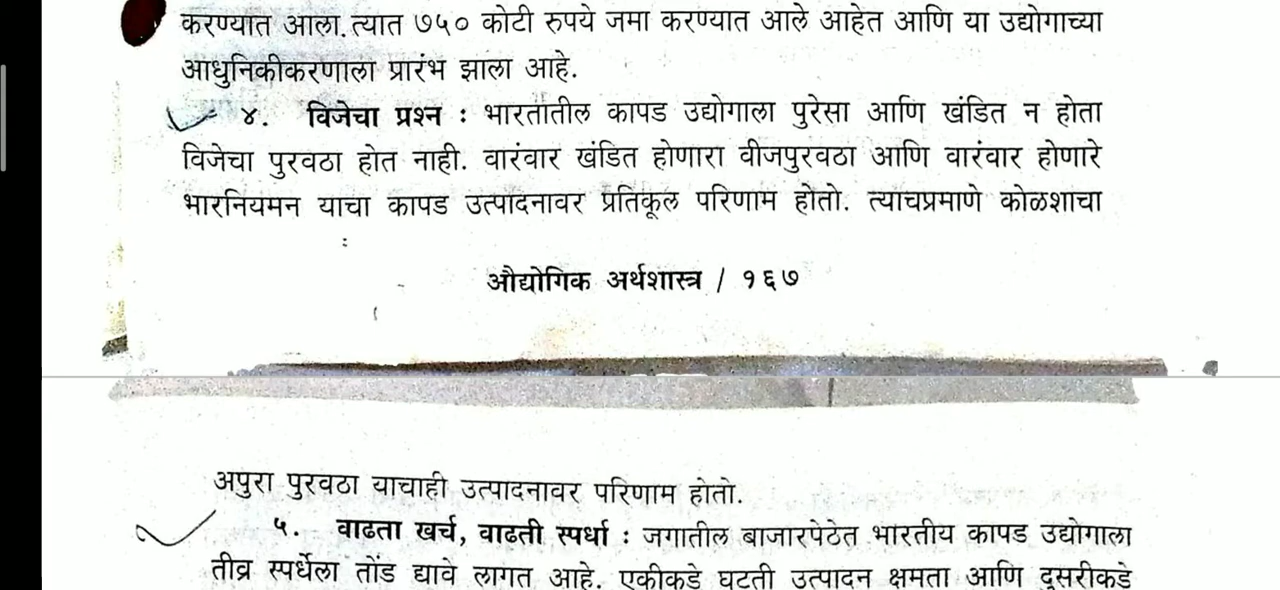 करण्यात आला. त्यात ७५० कोटी रुपये जमा करण्यात आले आहेत आणि या उद्योगाच्या
आधुनिकीकरणाला प्रारंभ झाला आहे.
४. विजेचा प्रश्न : भारतातील कापड उद्योगाला पुरेसा आणि खंडित न होता
विजेचा पुरवठा होत नाही. वारंवार खंडित होणारा वीजपुरवठा आणि वारंवार होणारे
भारनियमन याचा कापड उत्पादनावर प्रतिकूल परिणाम होतो. त्याचप्रमाणे कोळशाचा
औद्योगिक अर्थशास्त्र / १६७
अपुरा पुरवठा याचाही उत्पादनावर परिणाम होतो.
५. वाढता खर्च, वाढती स्पर्धा : जगातील बाजारपेठेत भारतीय कापड उद्योगाला
तीव्र स्पर्धेला तोंड द्यावे लागत आहे. एकीकडे घटती उत्पादन क्षमता आणि दुसरीकडे